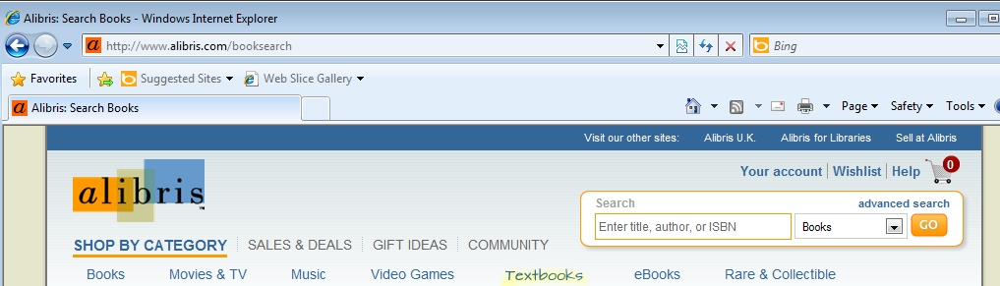 Alibris: Search Books - Windows Internet Explorer
http://www.alibris.com/booksearch
Bing
Favorites Suggested Sites Web Slice Gallery
Alibris: Search Books Page Safety Tools
Visit our other sites: Alibris U.K. Alibris for Libraries Sell at Alibris
Your account Wishlist Help 0
alibris™
Search advanced search
Enter title, author, or ISBN Books GO
SHOP BY CATEGORY SALES & DEALS GIFT IDEAS COMMUNITY
Books Movies & TV Music Video Games Textbooks eBooks Rare & Collectible